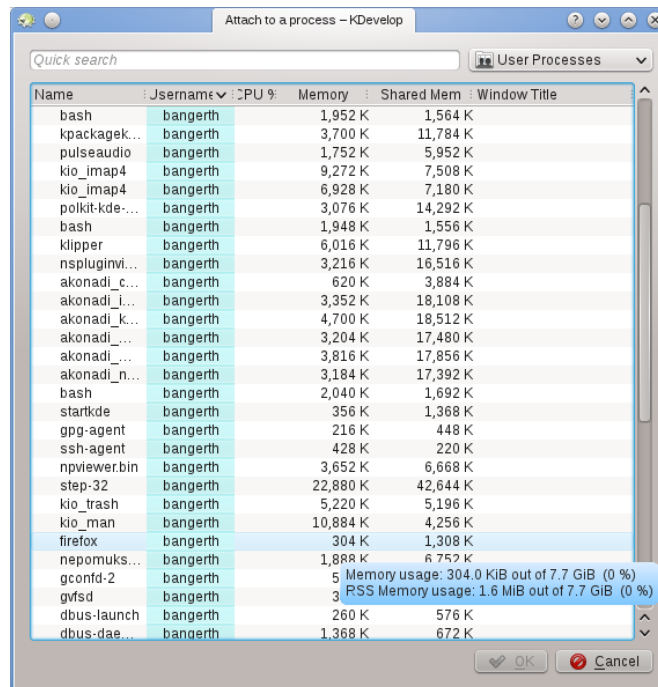 Attach to a process – KDevelop
Quick search
User Processes
Name Username CPU % Memory Shared Mem Window Title
bash bangerth 1,952 K 1,564 K
kpackagek... bangerth 3,700 K 11,784 K
pulseaudio bangerth 1,752 K 5,952 K
kio_imap4 bangerth 9,272 K 7,508 K
kio_imap4 bangerth 6,928 K 7,180 K
polkit-kde-... bangerth 3,076 K 14,292 K
bash bangerth 1,948 K 1,556 K
klipper bangerth 6,016 K 11,796 K
nspluginvi... bangerth 3,216 K 16,516 K
akonadi_c... bangerth 620 K 3,884 K
akonadi_i... bangerth 3,352 K 18,108 K
akonadi_k... bangerth 4,700 K 18,512 K
akonadi_... bangerth 3,204 K 17,480 K
akonadi_... bangerth 3,816 K 17,856 K
akonadi_n... bangerth 3,184 K 17,392 K
bash bangerth 2,040 K 1,692 K
startkde bangerth 356 K 1,368 K
gpg-agent bangerth 216 K 448 K
ssh-agent bangerth 428 K 220 K
npviewer.bin bangerth 3,652 K 6,668 K
step-32 bangerth 22,880 K 42,644 K
kio_trash bangerth 5,220 K 5,196 K
kio_man bangerth 10,884 K 4,256 K
firefox bangerth 304 K 1,308 K
nepomuks... bangerth 1,888 K 6,752 K
gconfd-2 bangerth 5
Memory usage: 304.0 KiB out of 7.7 GiB (0 %)
gvfsd bangerth 3
RSS Memory usage: 1.6 MiB out of 7.7 GiB (0 %)
dbus-launch bangerth 260 K 576 K
dbus-dae... bangerth 1,368 K 672 K
OK
Cancel